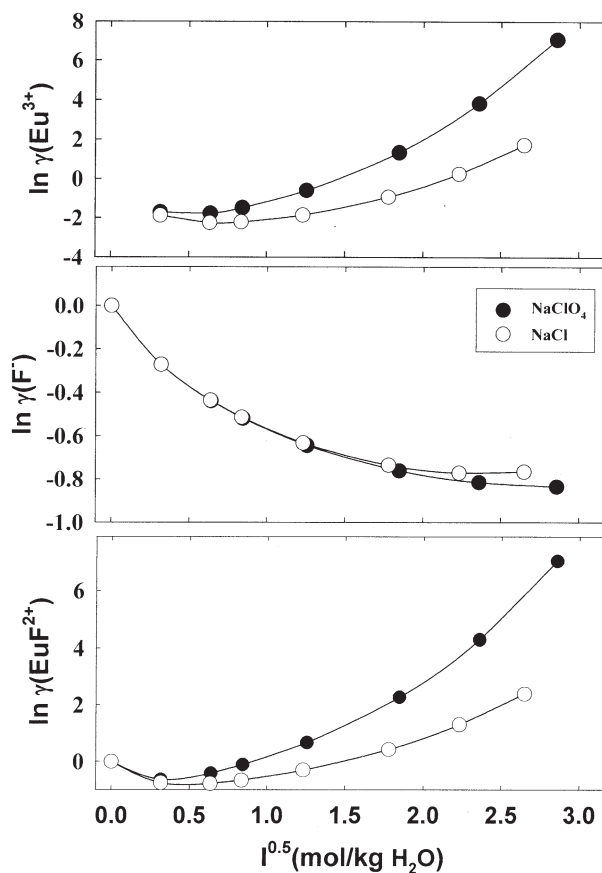 8
6
4
2
0
-2
-4
ln γ(Eu³⁺)
0.0
-0.2
-0.4
-0.6
-0.8
-1.0
ln γ(F⁻)
NaClO₄
NaCl
6
4
2
0
ln γ(EuF²⁺)
0.0 0.5 1.0 1.5 2.0 2.5 3.0
I⁰·⁵(mol/kg H₂O)